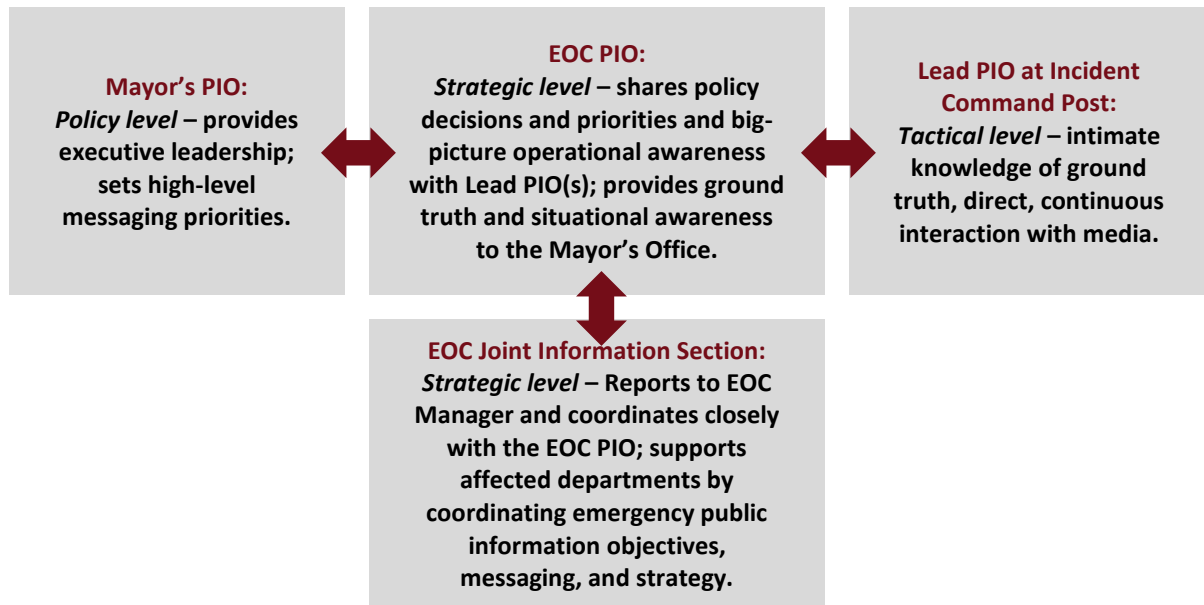 Mayor’s PIO:
Policy level – provides
executive leadership;
sets high-level
messaging priorities.
EOC PIO:
Strategic level – shares policy
decisions and priorities and big-
picture operational awareness
with Lead PIO(s); provides ground
truth and situational awareness
to the Mayor’s Office.
Lead PIO at Incident
Command Post:
Tactical level – intimate
knowledge of ground
truth, direct, continuous
interaction with media.
EOC Joint Information Section:
Strategic level – Reports to EOC
Manager and coordinates closely
with the EOC PIO; supports
affected departments by
coordinating emergency public
information objectives,
messaging, and strategy.